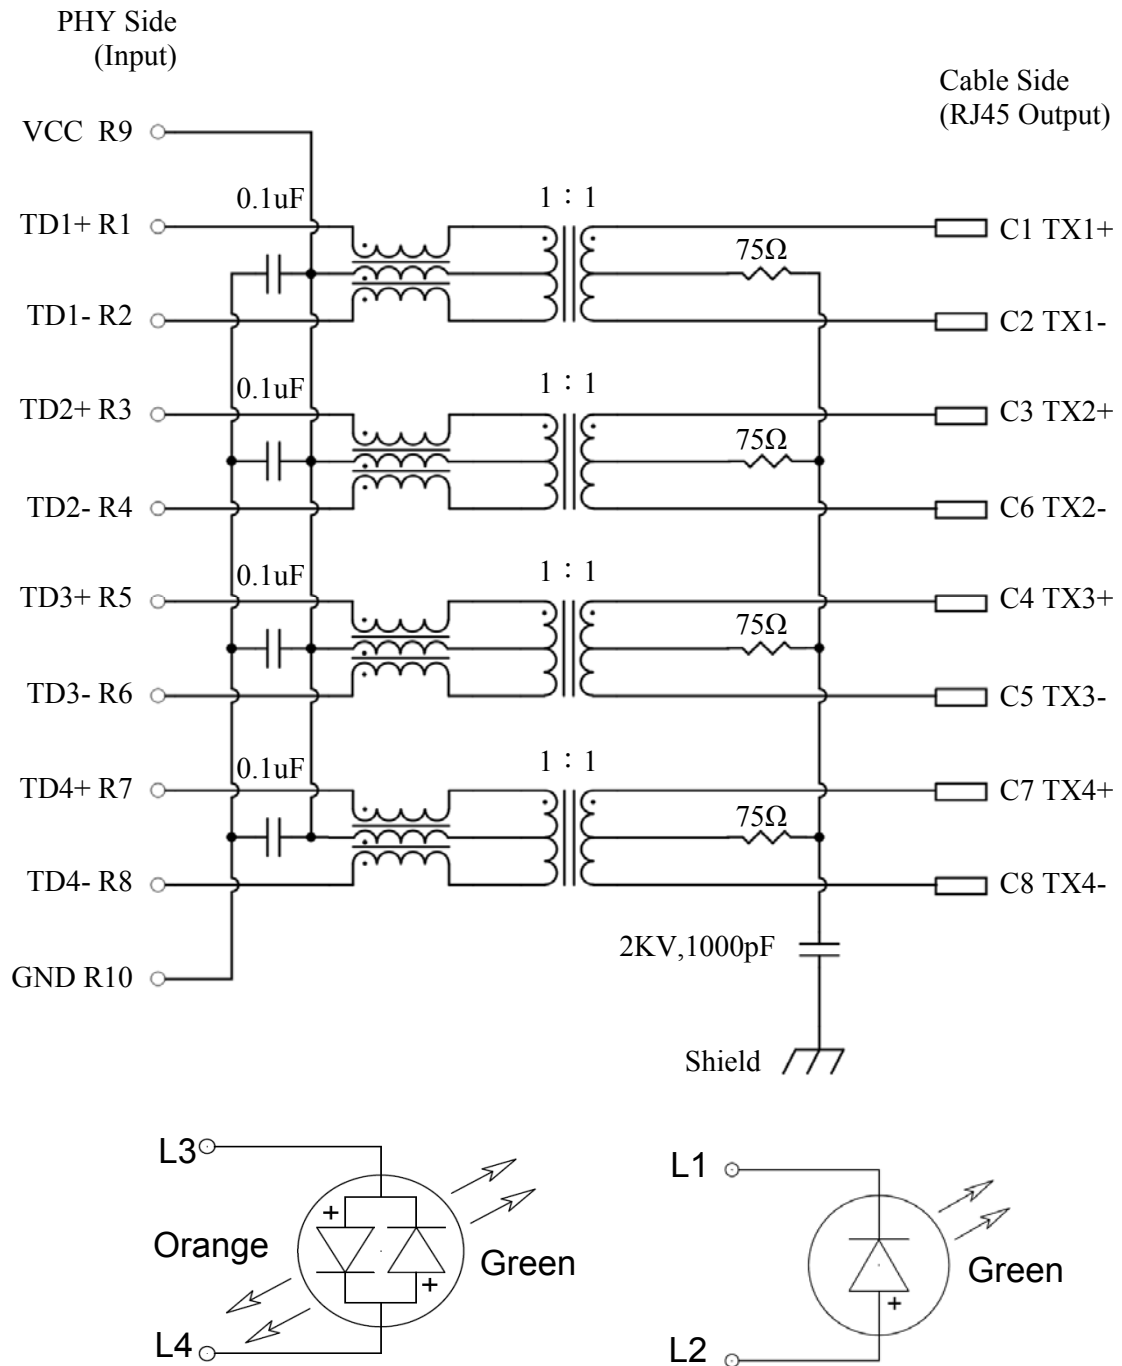 PHY Side
(Input)
Cable Side
(RJ45 Output)
VCC R9
0.1uF
1 : 1
TD1+ R1
C1 TX1+
75Ω
TD1- R2
C2 TX1-
0.1uF
1 : 1
TD2+ R3
C3 TX2+
75Ω
TD2- R4
C6 TX2-
0.1uF
1 : 1
TD3+ R5
C4 TX3+
75Ω
TD3- R6
C5 TX3-
0.1uF
1 : 1
TD4+ R7
C7 TX4+
75Ω
TD4- R8
C8 TX4-
2KV,1000pF
GND R10
Shield
L3
+
Orange
Green
+
L4
L1
Green
+
L2